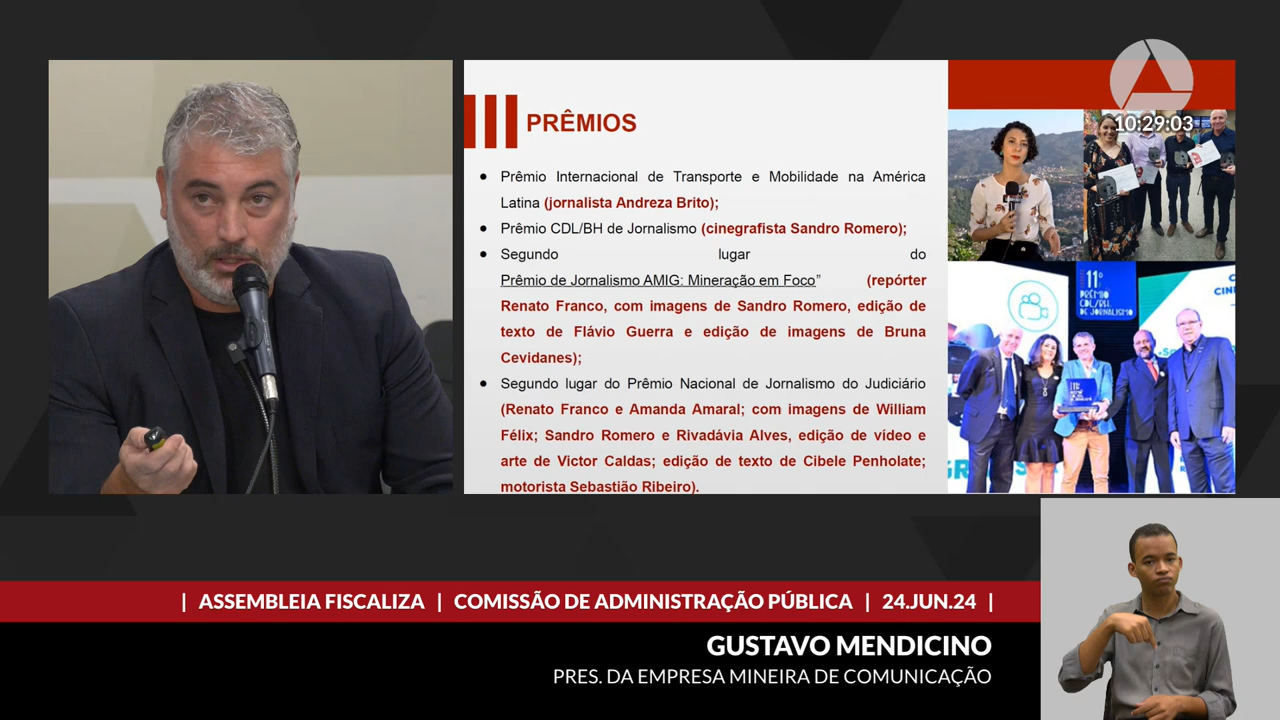 10:29:03
PRÊMIOS
● Prêmio Internacional de Transporte e Mobilidade na América
Latina (jornalista Andreza Brito);
● Prêmio CDL/BH de Jornalismo (cinegrafista Sandro Romero);
● Segundo lugar do
Prêmio de Jornalismo AMIG: Mineração em Foco” (repórter
Renato Franco, com imagens de Sandro Romero, edição de
texto de Flávio Guerra e edição de imagens de Bruna
Cevidanes);
● Segundo lugar do Prêmio Nacional de Jornalismo do Judiciário
(Renato Franco e Amanda Amaral; com imagens de William
Félix; Sandro Romero e Rivadávia Alves, edição de vídeo e
arte de Victor Caldas; edição de texto de Cibele Penholate;
motorista Sebastião Ribeiro).
11º
PRÊMIO
CDL/BH
DE JORNALISMO
| ASSEMBLEIA FISCALIZA | COMISSÃO DE ADMINISTRAÇÃO PÚBLICA | 24.JUN.24 |
GUSTAVO MENDICINO
PRES. DA EMPRESA MINEIRA DE COMUNICAÇÃO